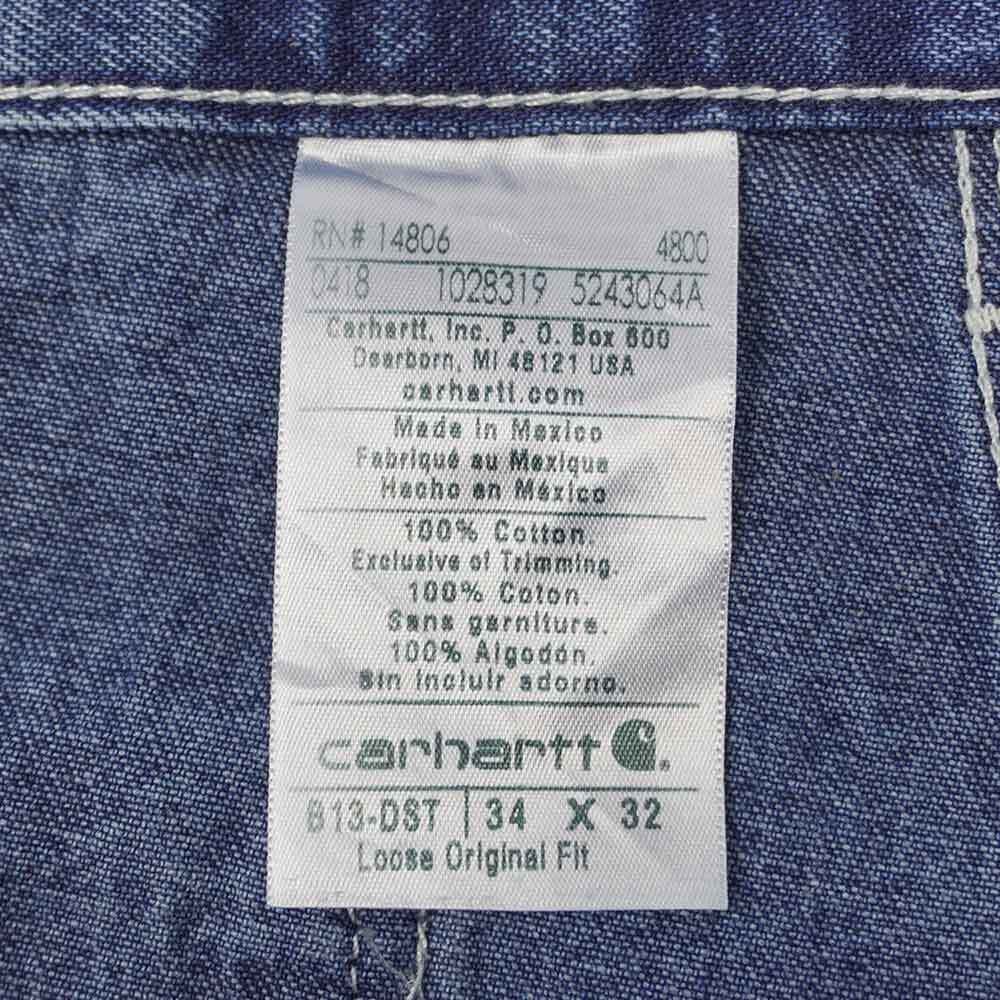 RN# 14806 4800
0418 1028319 5243064A
Carhartt, Inc. P. O. Box 600
Dearborn, MI 48121 USA
carhartt.com
Made in Mexico
Fabriqué au Mexique
Hecho en México
100% Cotton.
Exclusive of Trimming.
100% Coton.
Sans garniture.
100% Algodón.
Sin incluir adorno.
carhartt
B13-DST | 34 X 32
Loose Original Fit